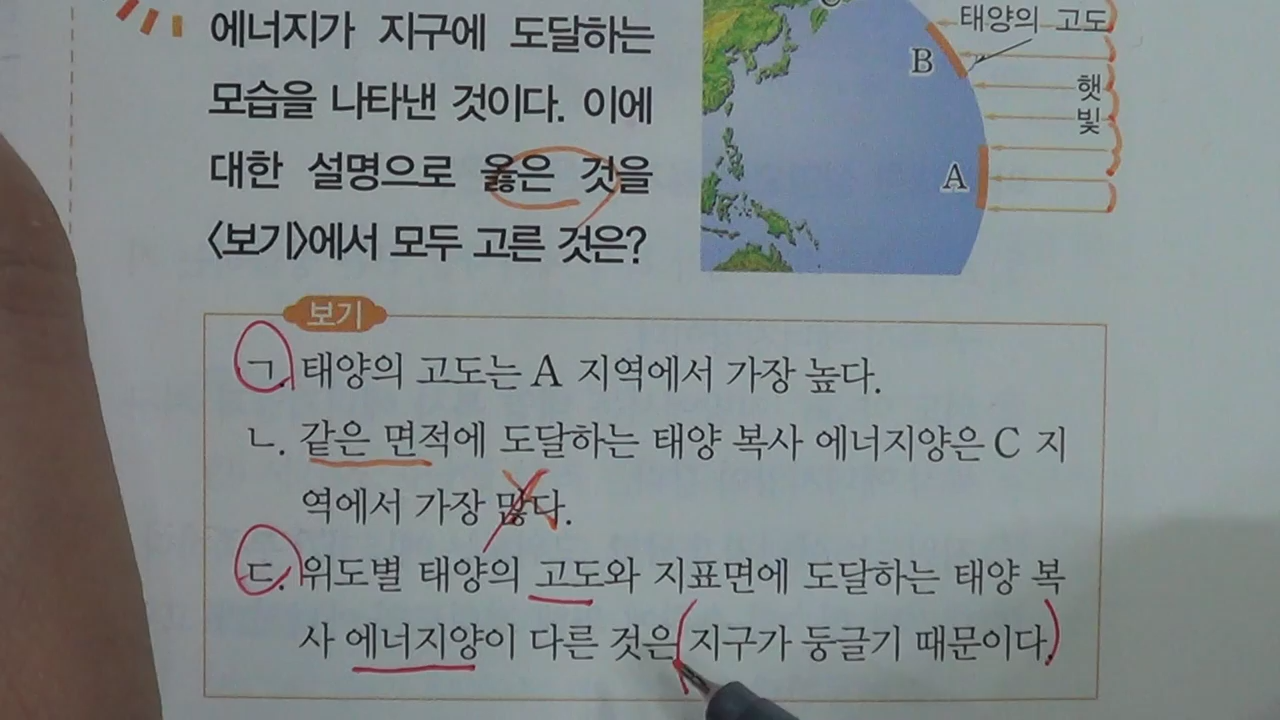 에너지가 지구에 도달하는
모습을 나타낸 것이다. 이에
대한 설명으로 옳은 것을
<보기>에서 모두 고른 것은?
C
태양의 고도
B
햇
빛
A
보기
ㄱ. 태양의 고도는 A 지역에서 가장 높다.
ㄴ. 같은 면적에 도달하는 태양 복사 에너지양은 C 지
역에서 가장 많다.
ㄷ. 위도별 태양의 고도와 지표면에 도달하는 태양 복
사 에너지양이 다른 것은 지구가 둥글기 때문이다.